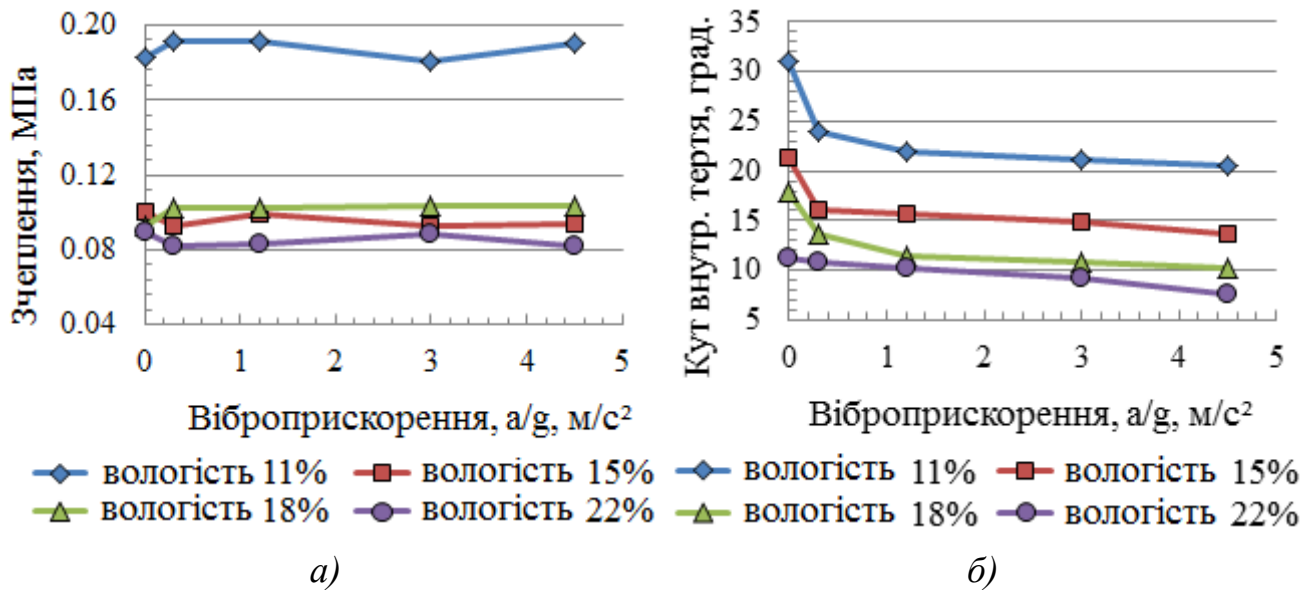 Зчеплення, МПа
0.20
0.16
0.12
0.08
0.04
0 1 2 3 4 5
Віброприскорення, a/g, м/с²
вологість 11% вологість 15%
вологість 18% вологість 22%
а)
Кут внутр. тертя, град.
35
30
25
20
15
10
5
0 1 2 3 4 5
Віброприскорення, a/g, м/с²
вологість 11% вологість 15%
вологість 18% вологість 22%
б)